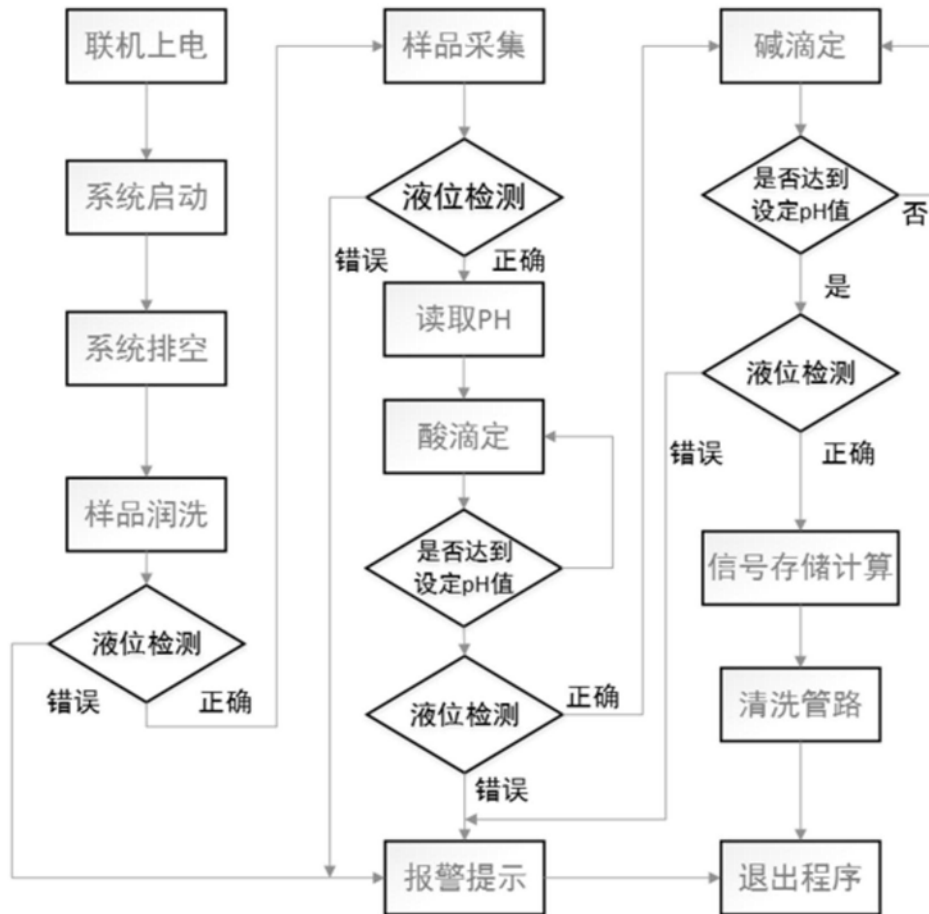 联机上电
系统启动
系统排空
样品润洗
液位检测
错误
正确
样品采集
液位检测
错误
正确
读取PH
酸滴定
是否达到
设定pH值
液位检测
正确
错误
报警提示
碱滴定
是否达到
设定pH值
否
是
液位检测
错误
正确
信号存储计算
清洗管路
退出程序